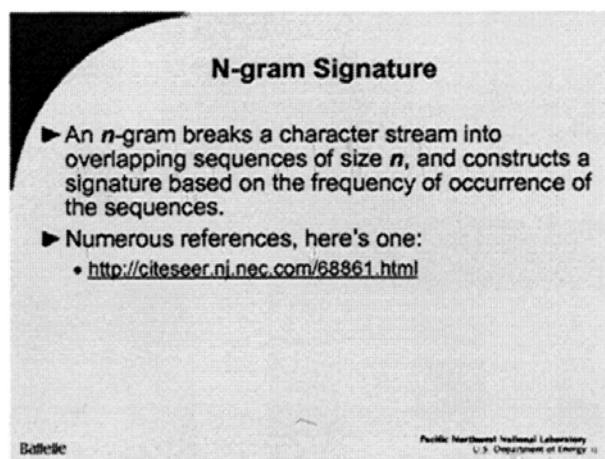 N-gram Signature
► An n-gram breaks a character stream into
overlapping sequences of size n, and constructs a
signature based on the frequency of occurrence of
the sequences.
► Numerous references, here's one:
• http://citeseer.nj.nec.com/68861.html
Battelle
Pacific Northwest National Laboratory
U.S. Department of Energy